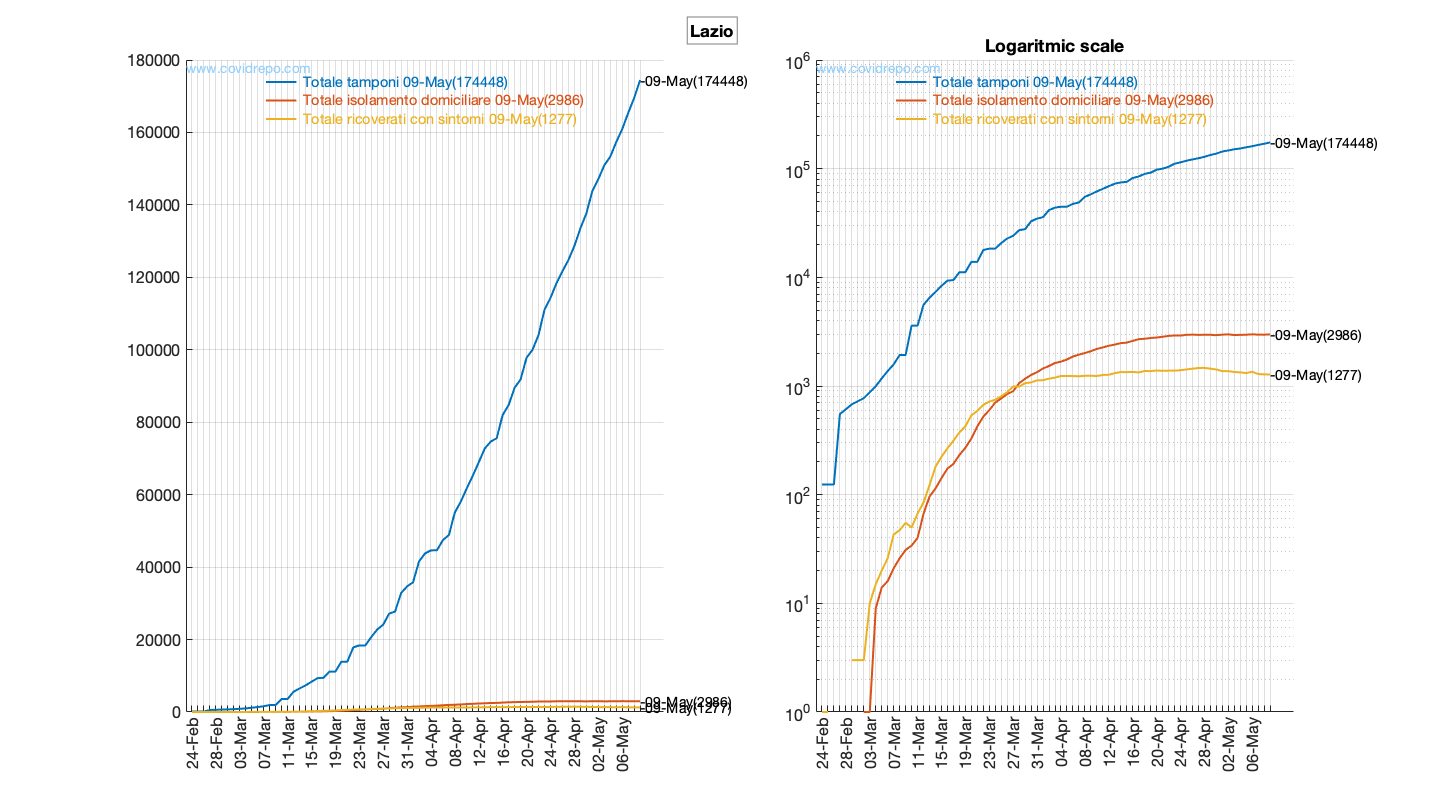 Lazio
180000
160000
140000
120000
100000
80000
60000
40000
20000
0
www.covidrepo.com
Totale tamponi 09-May(174448)
Totale isolamento domiciliare 09-May(2986)
Totale ricoverati con sintomi 09-May(1277)
-09-May(174448)
-09-May(2986)
-09-May(1277)
24-Feb
28-Feb
03-Mar
07-Mar
11-Mar
15-Mar
19-Mar
23-Mar
27-Mar
31-Mar
04-Apr
08-Apr
12-Apr
16-Apr
20-Apr
24-Apr
28-Apr
02-May
06-May
Logaritmic scale
10^6
10^5
10^4
10^3
10^2
10^1
10^0
www.covidrepo.com
Totale tamponi 09-May(174448)
Totale isolamento domiciliare 09-May(2986)
Totale ricoverati con sintomi 09-May(1277)
-09-May(174448)
-09-May(2986)
-09-May(1277)
24-Feb
28-Feb
03-Mar
07-Mar
11-Mar
15-Mar
19-Mar
23-Mar
27-Mar
31-Mar
04-Apr
08-Apr
12-Apr
16-Apr
20-Apr
24-Apr
28-Apr
02-May
06-May